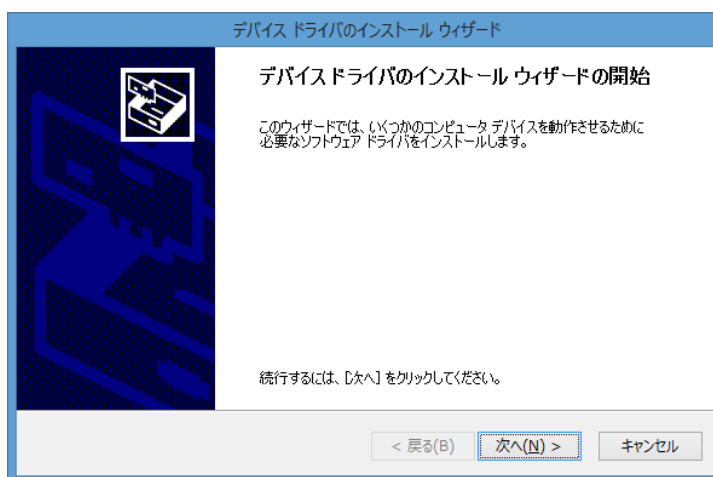 デバイス ドライバのインストール ウィザード
デバイス ドライバのインストール ウィザードの開始
このウィザードでは、いくつかのコンピュータ デバイスを動作させるために
必要なソフトウェア ドライバをインストールします。
続行するには、[次へ] をクリックしてください。
< 戻る(B) 次へ(N) > キャンセル